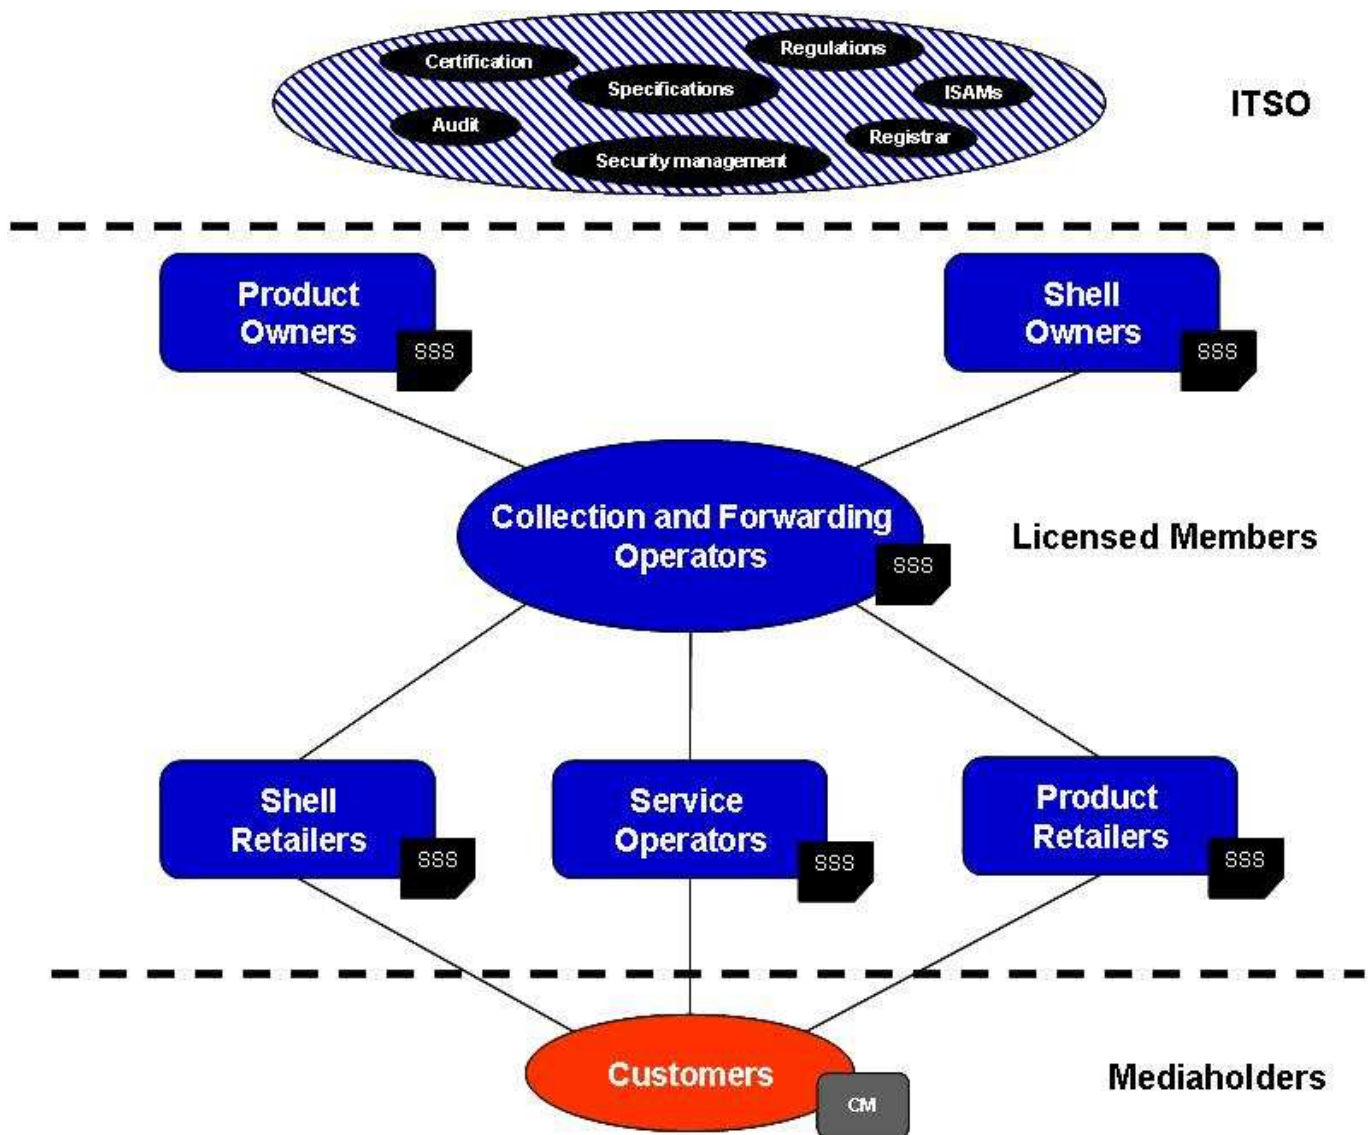 Certification
Regulations
Specifications
ISAMs
ITSO
Audit
Registrar
Security management
Product
Owners
SSS
Shell
Owners
SSS
Collection and Forwarding
Operators
SSS
Licensed Members
Shell
Retailers
SSS
Service
Operators
SSS
Product
Retailers
SSS
Customers
CM
Mediaholders